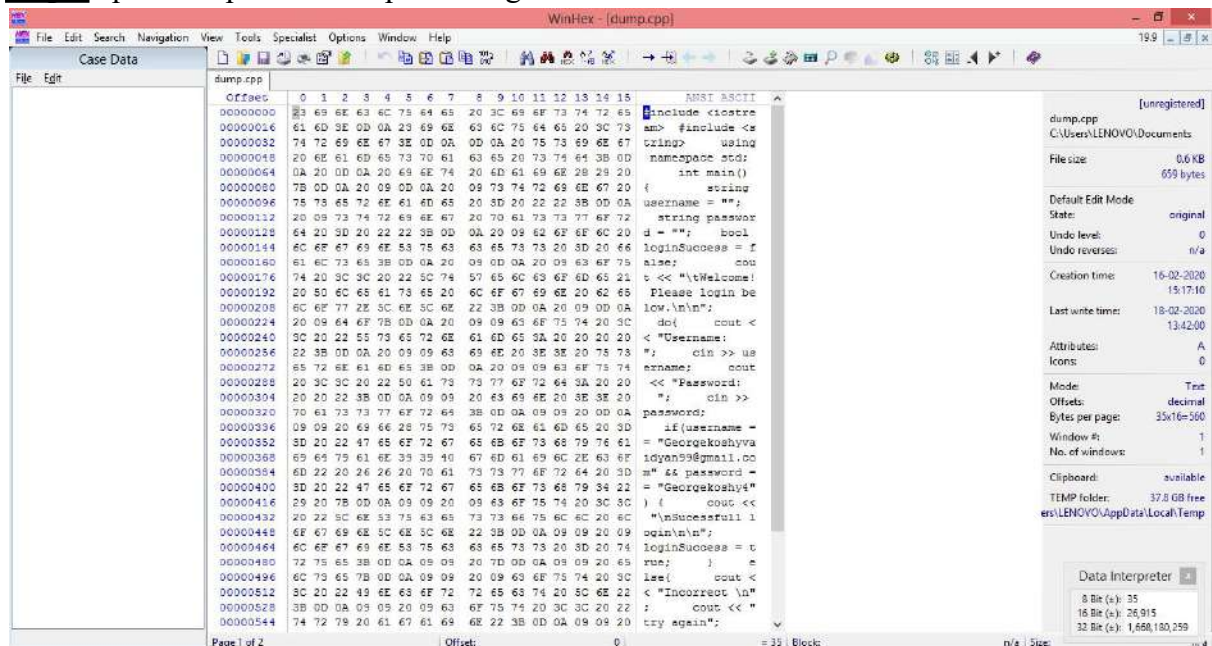 WinHex - [dump.cpp]
File Edit Search Navigation View Tools Specialist Options Window Help
19.9
Case Data
File Edit
dump.cpp
Offset 0 1 2 3 4 5 6 7 8 9 10 11 12 13 14 15 ANSI ASCII
00000000 23 69 6E 63 6C 75 64 65 20 3C 69 6F 73 74 72 65 #include <iostre
00000016 61 6D 3E 0D 0A 23 69 6E 63 6C 75 64 65 20 3C 73 am> #include <s
00000032 74 72 69 6E 67 3E 0D 0A 0D 0A 20 75 73 69 6E 67 tring> using
00000048 20 6E 61 6D 65 73 70 61 63 65 20 73 74 64 3B 0D namespace std;
00000064 0A 20 0D 0A 20 69 6E 74 20 6D 61 69 6E 28 29 20 int main()
00000080 7B 0D 0A 20 09 0D 0A 20 09 73 74 72 69 6E 67 20 { string
00000096 75 73 65 72 6E 61 6D 65 20 3D 20 22 22 3B 0D 0A username = "";
00000112 20 09 73 74 72 69 6E 67 20 70 61 73 73 77 6F 72 string passwor
00000128 64 20 3D 20 22 22 3B 0D 0A 20 09 62 6F 6F 6C 20 d = ""; bool
00000144 6C 6F 67 69 6E 53 75 63 63 65 73 73 20 3D 20 66 loginSuccess = f
00000160 61 6C 73 65 3B 0D 0A 20 09 0D 0A 20 09 63 6F 75 alse; cou
00000176 74 20 3C 3C 20 22 5C 74 57 65 6C 63 6F 6D 65 21 t << "\tWelcome!
00000192 20 50 6C 65 61 73 65 20 6C 6F 67 69 6E 20 62 65 Please login be
00000208 6C 6F 77 2E 5C 6E 5C 6E 22 3B 0D 0A 20 09 0D 0A low.\n\n";
00000224 20 09 64 6F 7B 0D 0A 20 09 09 63 6F 75 74 20 3C do{ cout <
00000240 3C 20 22 55 73 65 72 6E 61 6D 65 3A 20 20 20 20 < "Username:
00000256 22 3B 0D 0A 20 09 09 63 69 6E 20 3E 3E 20 75 73 "; cin >> us
00000272 65 72 6E 61 6D 65 3B 0D 0A 20 09 09 63 6F 75 74 ername; cout
00000288 20 3C 3C 20 22 50 61 73 73 77 6F 72 64 3A 20 20 << "Password:
00000304 20 20 22 3B 0D 0A 09 09 20 63 69 6E 20 3E 3E 20 "; cin >>
00000320 70 61 73 73 77 6F 72 64 3B 0D 0A 09 09 20 0D 0A password;
00000336 09 09 20 69 66 28 75 73 65 72 6E 61 6D 65 20 3D if(username =
00000352 3D 20 22 47 65 6F 72 67 65 6B 6F 73 68 79 76 61 = "Georgekoshyva
00000368 69 64 79 61 6E 39 39 40 67 6D 61 69 6C 2E 63 6F idyan99@gmail.co
00000384 6D 22 20 26 26 20 70 61 73 73 77 6F 72 64 20 3D m" && password =
00000400 3D 20 22 47 65 6F 72 67 65 6B 6F 73 68 79 34 22 = "Georgekoshy4"
00000416 29 20 7B 0D 0A 09 09 20 09 63 6F 75 74 20 3C 3C ) { cout <<
00000432 20 22 5C 6E 53 75 63 65 73 73 66 75 6C 6C 20 6C "\nSucessfull l
00000448 6F 67 69 6E 5C 6E 5C 6E 22 3B 0D 0A 09 09 20 09 ogin\n\n";
00000464 6C 6F 67 69 6E 53 75 63 63 65 73 73 20 3D 20 74 loginSuccess = t
00000480 72 75 65 3B 0D 0A 09 09 20 7D 0D 0A 09 09 20 65 rue; } e
00000496 6C 73 65 7B 0D 0A 09 09 20 09 63 6F 75 74 20 3C lse{ cout <
00000512 3C 20 22 49 6E 63 6F 72 72 65 63 74 20 5C 6E 22 < "Incorrect \n"
00000528 3B 0D 0A 09 09 20 09 63 6F 75 74 20 3C 3C 20 22 ; cout << "
00000544 74 72 79 20 61 67 61 69 6E 22 3B 0D 0A 09 09 20 try again";
Page 1 of 2 Offset: 0 = 35 Block: n/a Size:
[unregistered]
dump.cpp
C:\Users\LENOVO\Documents
File size: 0.6 KB
659 bytes
Default Edit Mode
State: original
Undo level: 0
Undo reverses: n/a
Creation time: 16-02-2020
15:17:10
Last write time: 18-02-2020
13:42:00
Attributes: A
Icons: 0
Mode: Text
Offsets: decimal
Bytes per page: 35x16=560
Window #: 1
No. of windows: 1
Clipboard: available
TEMP folder: 37.8 GB free
ers\LENOVO\AppData\Local\Temp
Data Interpreter
8 Bit (±): 35
16 Bit (±): 26,915
32 Bit (±): 1,668,180,259